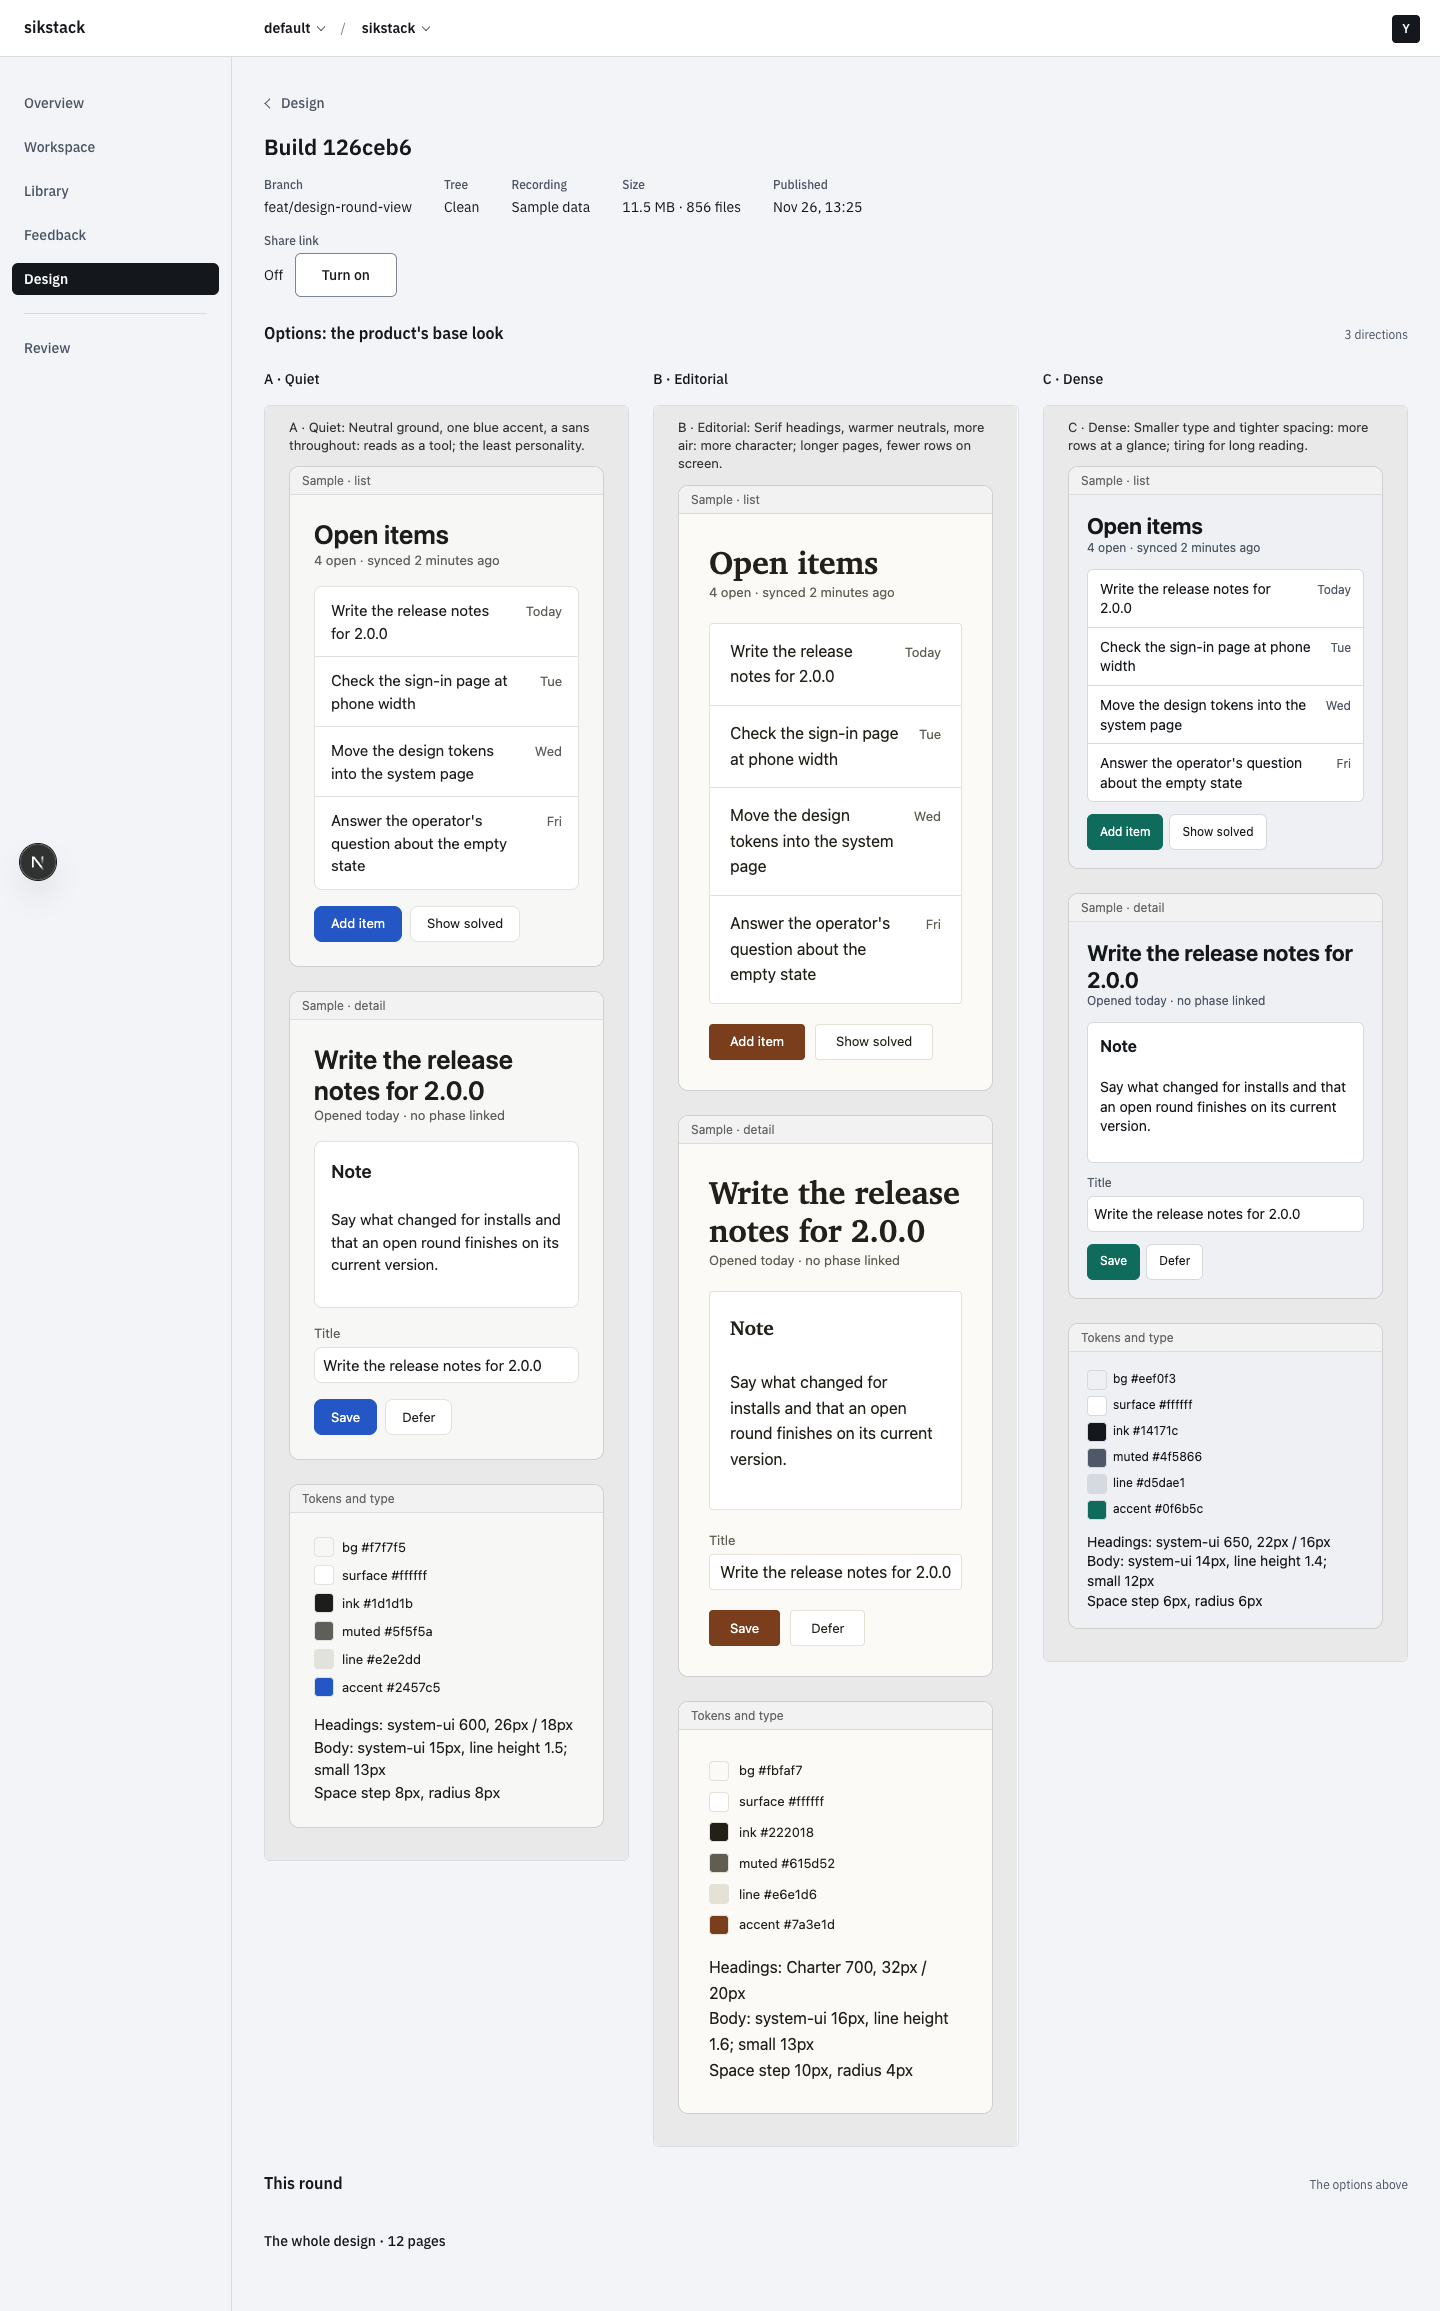 sikstack
default / sikstack
Y
Overview
Workspace
Library
Feedback
Design
Review
N
Design
Build 126ceb6
Branch
feat/design-round-view
Tree
Clean
Recording
Sample data
Size
11.5 MB · 856 files
Published
Nov 26, 13:25
Share link
Off
Turn on
Options: the product's base look
3 directions
A · Quiet
A · Quiet: Neutral ground, one blue accent, a sans
throughout: reads as a tool; the least personality.
Sample · list
Open items
4 open · synced 2 minutes ago
Write the release notes
for 2.0.0
Today
Check the sign-in page at
phone width
Tue
Move the design tokens
into the system page
Wed
Answer the operator's
question about the empty
state
Fri
Add item
Show solved
Sample · detail
Write the release
notes for 2.0.0
Opened today · no phase linked
Note
Say what changed for installs and
that an open round finishes on its
current version.
Title
Write the release notes for 2.0.0
Save
Defer
Tokens and type
bg #f7f7f5
surface #ffffff
ink #1d1d1b
muted #5f5f5a
line #e2e2dd
accent #2457c5
Headings: system-ui 600, 26px / 18px
Body: system-ui 15px, line height 1.5;
small 13px
Space step 8px, radius 8px
B · Editorial
B · Editorial: Serif headings, warmer neutrals, more
air: more character; longer pages, fewer rows on
screen.
Sample · list
Open items
4 open · synced 2 minutes ago
Write the release
notes for 2.0.0
Today
Check the sign-in page
at phone width
Tue
Move the design
tokens into the system
page
Wed
Answer the operator's
question about the
empty state
Fri
Add item
Show solved
Sample · detail
Write the release
notes for 2.0.0
Opened today · no phase linked
Note
Say what changed for
installs and that an open
round finishes on its current
version.
Title
Write the release notes for 2.0.0
Save
Defer
Tokens and type
bg #fbfaf7
surface #ffffff
ink #222018
muted #615d52
line #e6e1d6
accent #7a3e1d
Headings: Charter 700, 32px /
20px
Body: system-ui 16px, line height
1.6; small 13px
Space step 10px, radius 4px
C · Dense
C · Dense: Smaller type and tighter spacing: more
rows at a glance; tiring for long reading.
Sample · list
Open items
4 open · synced 2 minutes ago
Write the release notes for
2.0.0
Today
Check the sign-in page at phone
width
Tue
Move the design tokens into the
system page
Wed
Answer the operator's question
about the empty state
Fri
Add item
Show solved
Sample · detail
Write the release notes for
2.0.0
Opened today · no phase linked
Note
Say what changed for installs and that
an open round finishes on its current
version.
Title
Write the release notes for 2.0.0
Save
Defer
Tokens and type
bg #eef0f3
surface #ffffff
ink #14171c
muted #4f5866
line #d5dae1
accent #0f6b5c
Headings: system-ui 650, 22px / 16px
Body: system-ui 14px, line height 1.4;
small 12px
Space step 6px, radius 6px
This round
The options above
The whole design · 12 pages